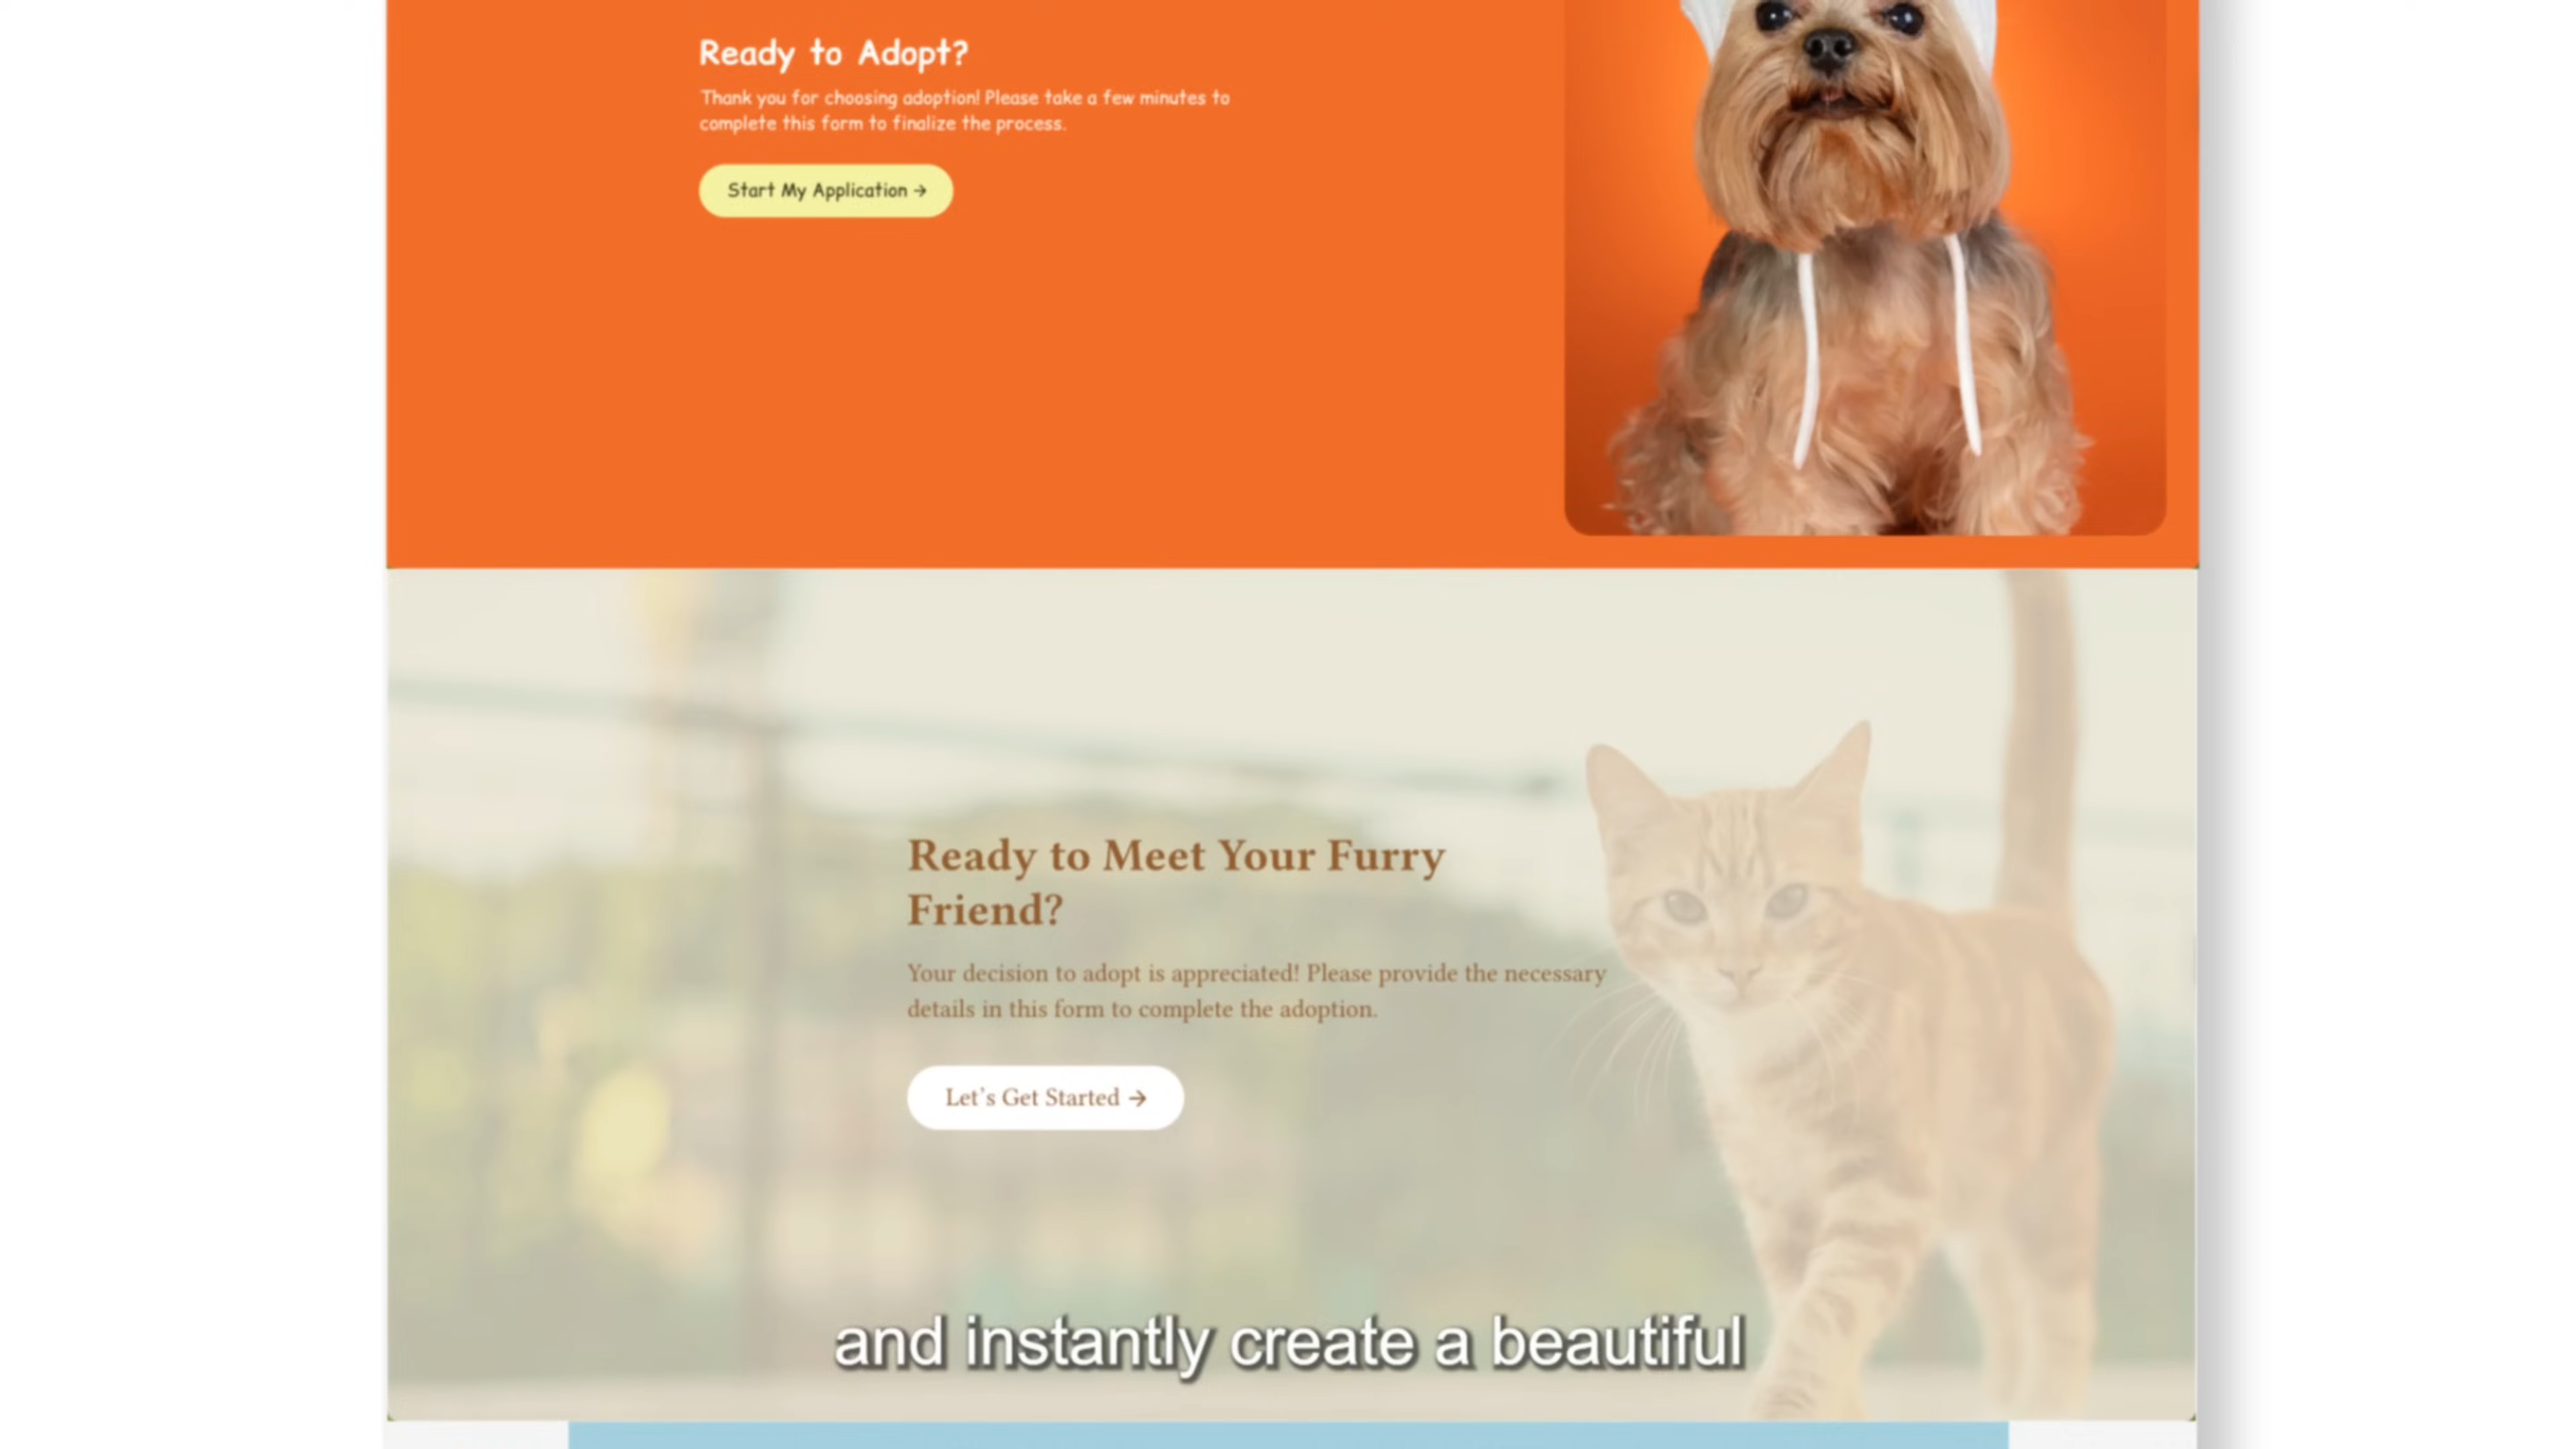 Ready to Adopt?
Thank you for choosing adoption! Please take a few minutes to
complete this form to finalize the process.
Start My Application →
Ready to Meet Your Furry
Friend?
Your decision to adopt is appreciated! Please provide the necessary
details in this form to complete the adoption.
Let's Get Started →
and instantly create a beautiful